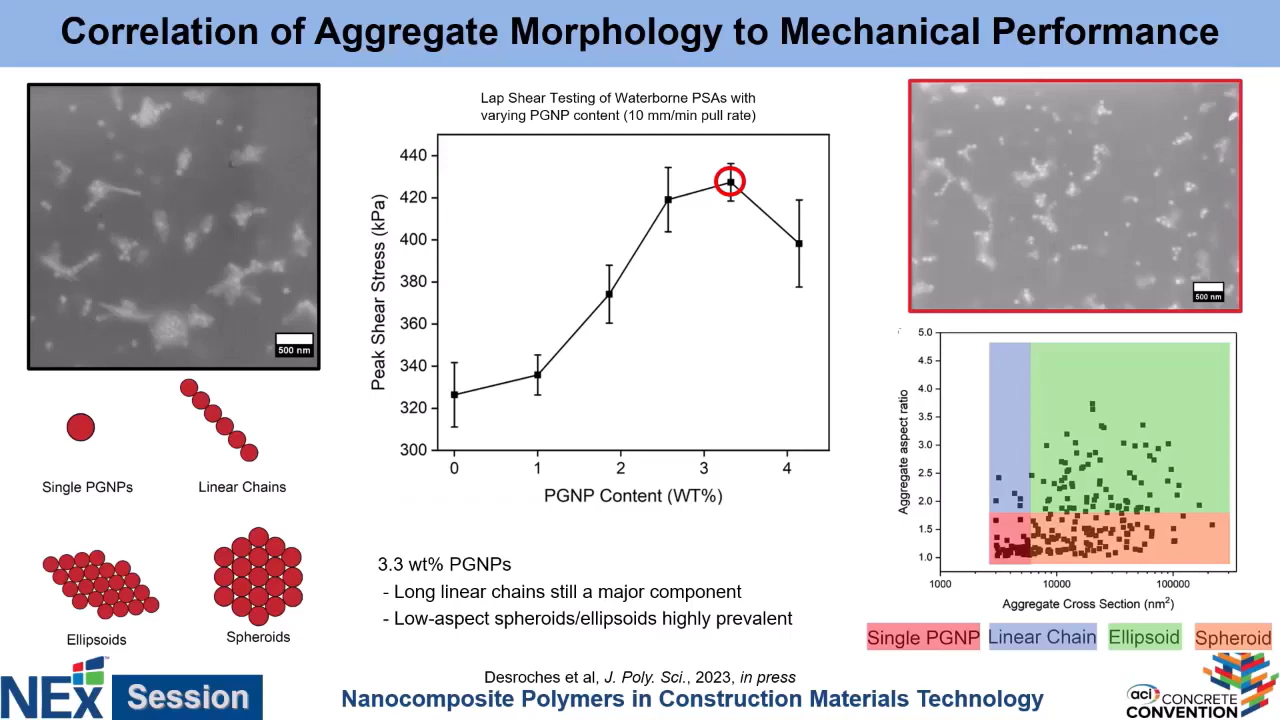 Correlation of Aggregate Morphology to Mechanical Performance
500 nm
Single PGNPs
Linear Chains
Ellipsoids
Spheroids
Lap Shear Testing of Waterborne PSAs with
varying PGNP content (10 mm/min pull rate)
Peak Shear Stress (kPa)
440
420
400
380
360
340
320
300
0 1 2 3 4
PGNP Content (WT%)
3.3 wt% PGNPs
- Long linear chains still a major component
- Low-aspect spheroids/ellipsoids highly prevalent
500 nm
Aggregate aspect ratio
5.0
4.5
4.0
3.5
3.0
2.5
2.0
1.5
1.0
1000 10000 100000
Aggregate Cross Section (nm²)
Single PGNP Linear Chain Ellipsoid Spheroid
Desroches et al, J. Poly. Sci., 2023, in press
Nanocomposite Polymers in Construction Materials Technology
NEx Session
aci CONCRETE
CONVENTION